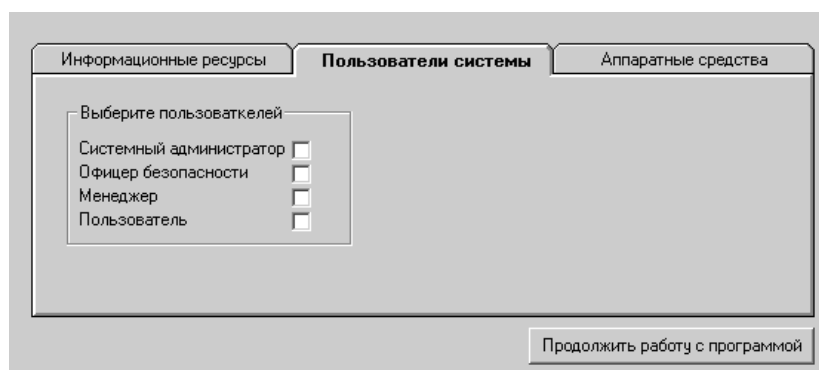 Информационные ресурсы Пользователи системы Аппаратные средства
Выберите пользоваткелей
Системный администратор
Офицер безопасности
Менеджер
Пользователь
Продолжить работу с программой